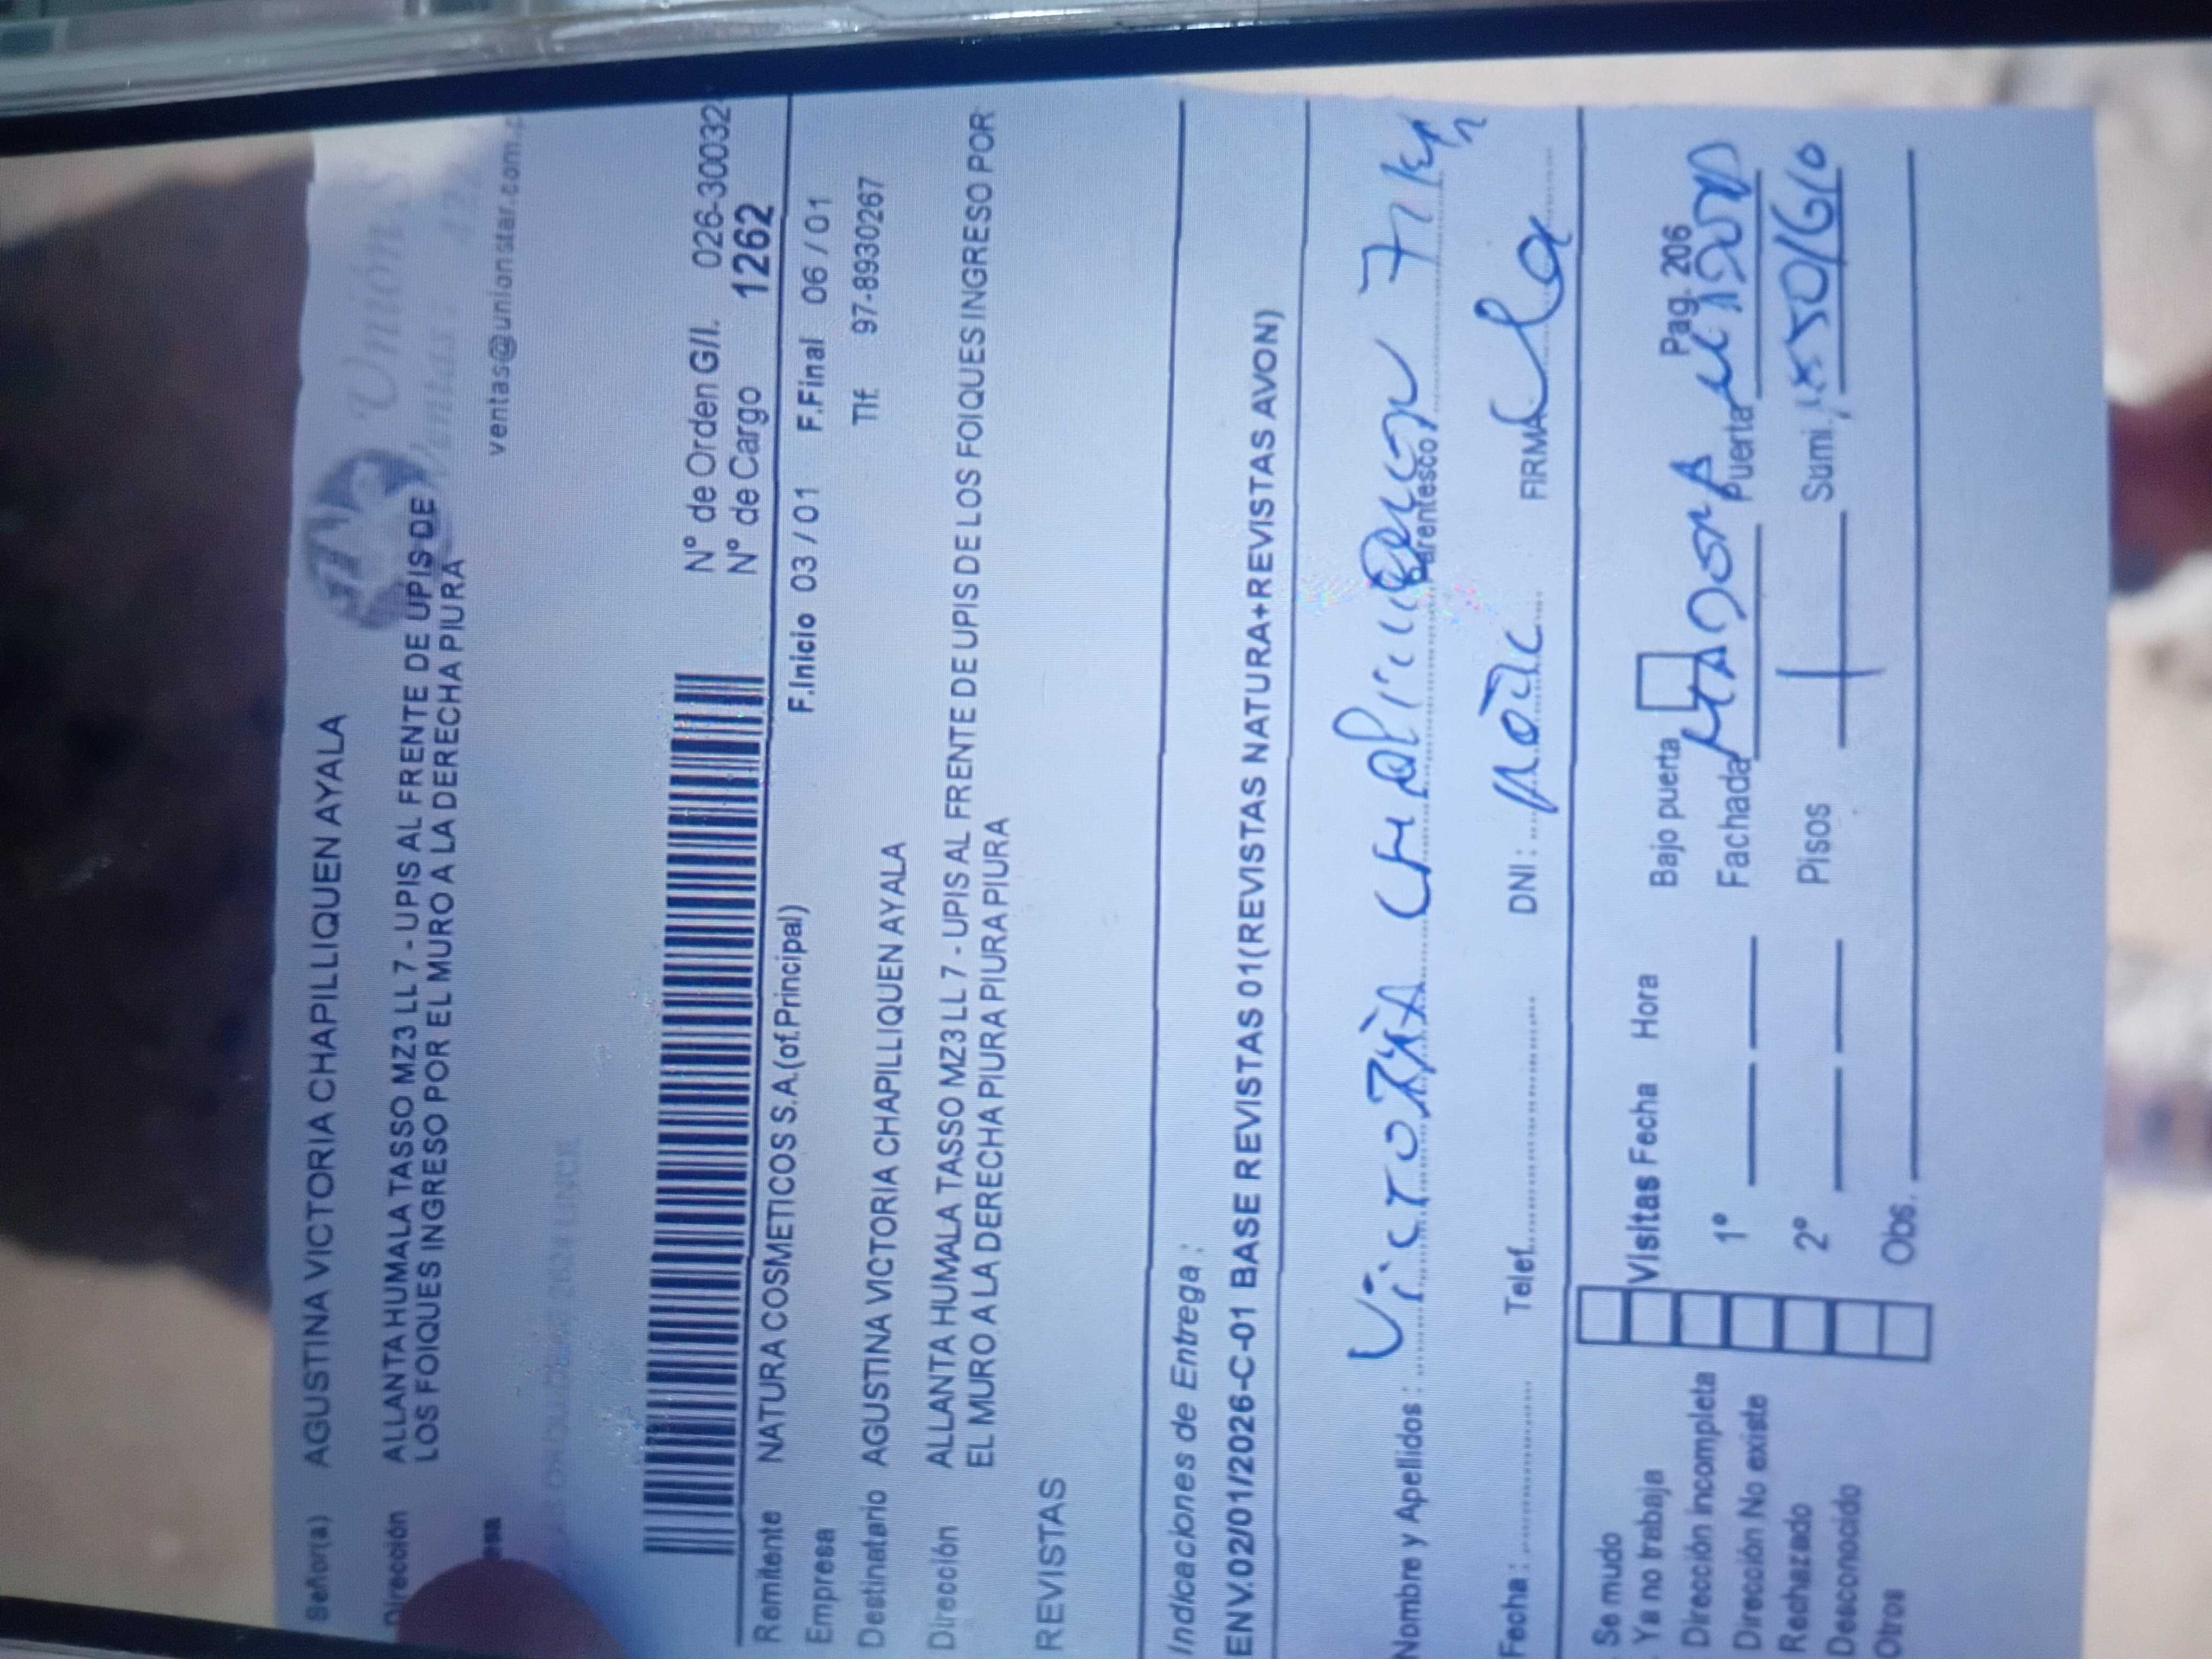 Señor(a) AGUSTINA VICTORIA CHAPILLIQUEN AYALA
Dirección ALLANTA HUMALA TASSO MZ3 LL 7 - UPIS AL FRENTE DE UPIS DE
LOS FOIQUES INGRESO POR EL MURO A LA DERECHA PIURA
Unión
Ventas :
ventas@unionstar.com.
N° de Orden G/I. 026-30032
N° de Cargo 1262
Remitente NATURA COSMETICOS S.A.(of.Principal)
F.Inicio 03 / 01 F.Final 06 / 01
Empresa
Tlf. 97-8930267
Destinatario AGUSTINA VICTORIA CHAPILLIQUEN AYALA
Dirección ALLANTA HUMALA TASSO MZ3 LL 7 - UPIS AL FRENTE DE UPIS DE LOS FOIQUES INGRESO POR
EL MURO A LA DERECHA PIURA PIURA PIURA
REVISTAS
Indicaciones de Entrega :
ENV.02/01/2026-C-01 BASE REVISTAS 01(REVISTAS NATURA+REVISTAS AVON)
Nombre y Apellidos : Victoria
Parentesco
Fecha : Telef. DNI : FIRMA
Se mudo
Ya no trabaja
Dirección incompleta
Dirección No existe
Rechazado
Desconocido
Otros
Visitas Fecha Hora
1°
2°
Obs.
Bajo puerta Pag. 206
Fachada Puerta
Pisos 1 Sumi.